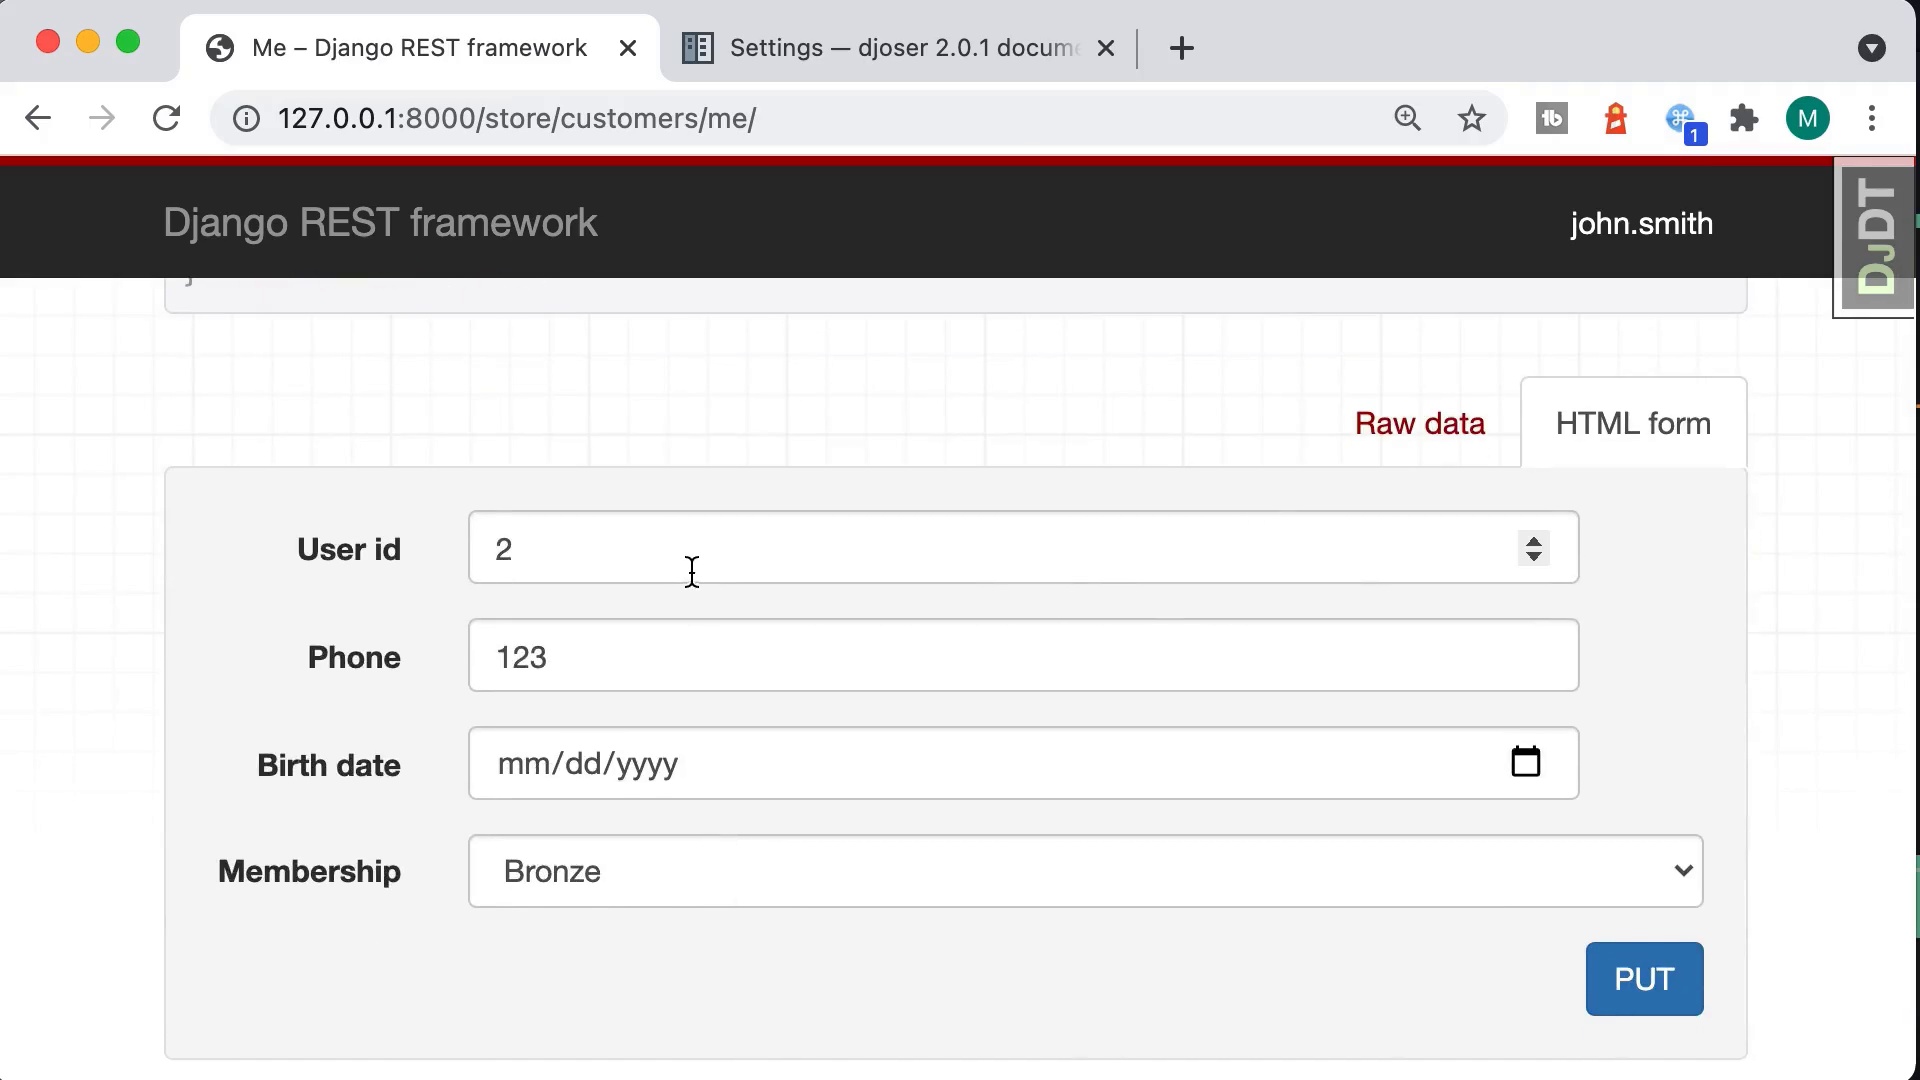 Me – Django REST framework
Settings — djoser 2.0.1 docum
127.0.0.1:8000/store/customers/me/
tb
1
M
Django REST framework
john.smith
DJDT
}
Raw data
HTML form
User id
2
Phone
123
Birth date
mm/dd/yyyy
Membership
Bronze
PUT